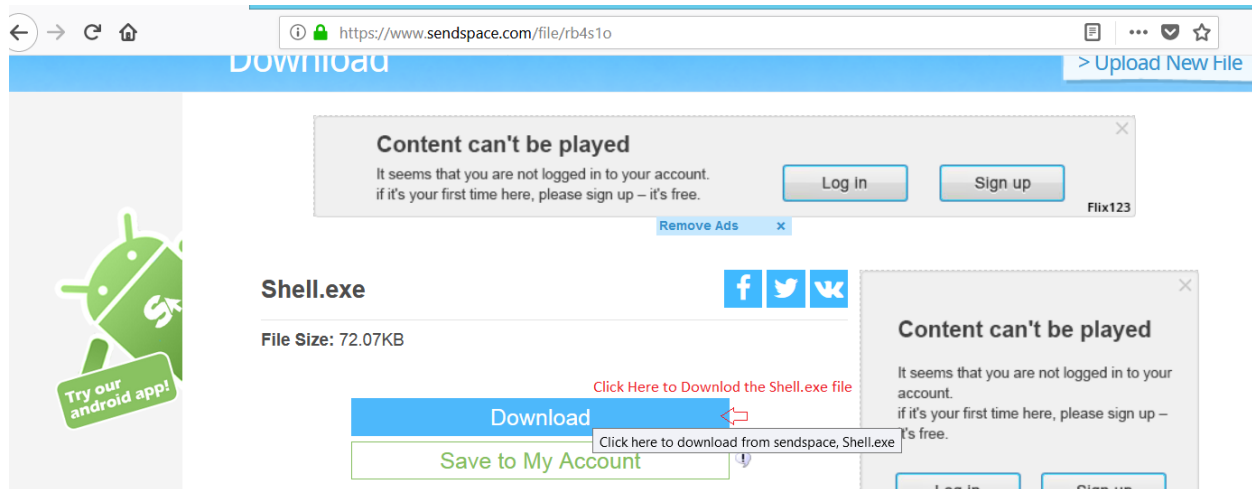 https://www.sendspace.com/file/rb4s1o
Download
> Upload New File
Content can't be played
It seems that you are not logged in to your account.
if it's your first time here, please sign up – it's free.
Log in
Sign up
Flix123
Remove Ads x
Shell.exe
File Size: 72.07KB
Click Here to Downlod the Shell.exe file
Download
Click here to download from sendspace, Shell.exe
Save to My Account
Try our
android app!
Content can't be played
It seems that you are not logged in to your
account.
if it's your first time here, please sign up –
it's free.
Log in
Sign up